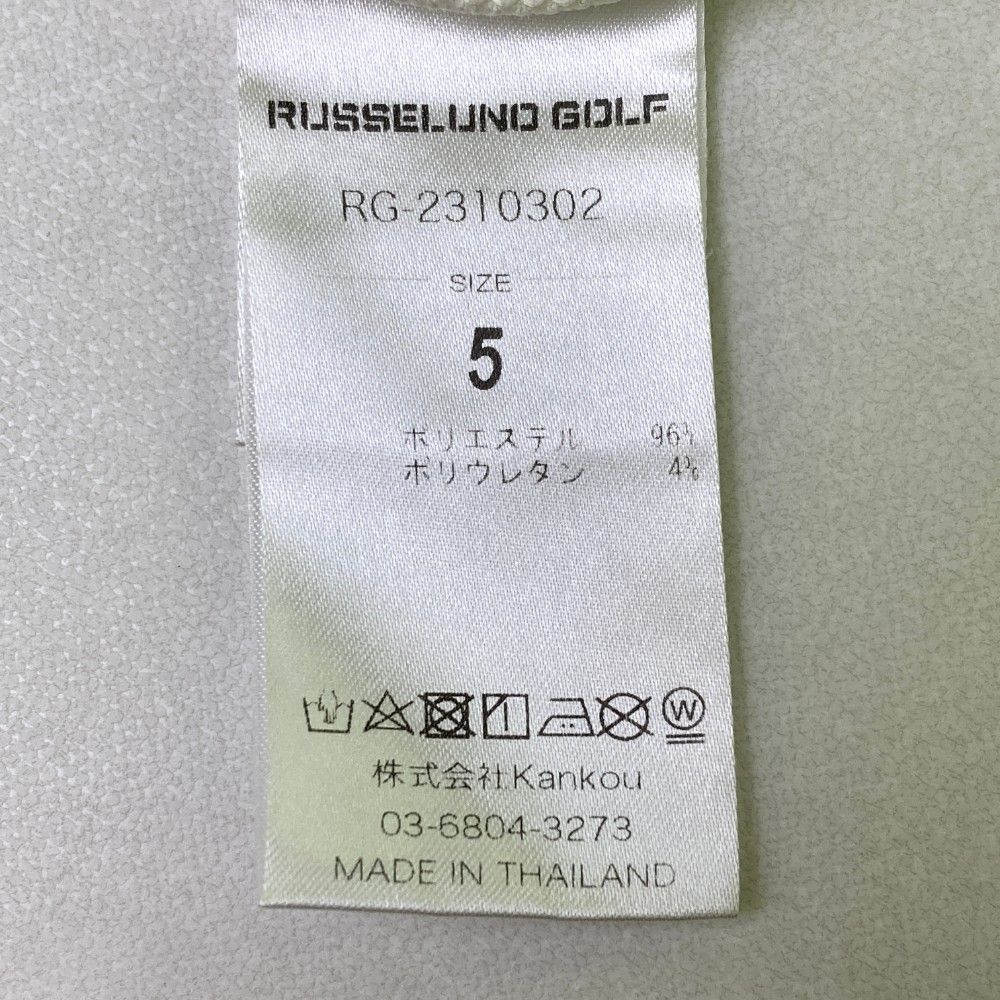 RUSSELUNO GOLF
RG-2310302
SIZE
5
ポリエステル 96%
ポリウレタン 4%
W
株式会社Kankou
03-6804-3273
MADE IN THAILAND